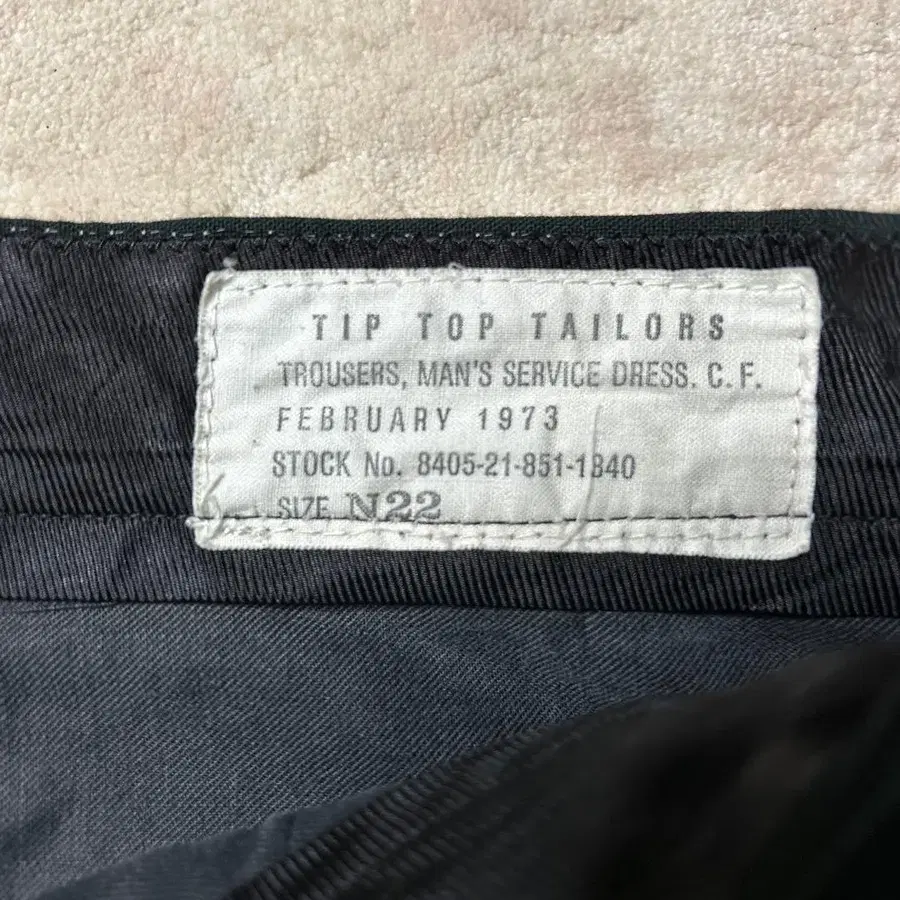 TIP TOP TAILORS
TROUSERS, MAN'S SERVICE DRESS. C.F.
FEBRUARY 1973
STOCK No. 8405-21-851-1840
SIZE N22